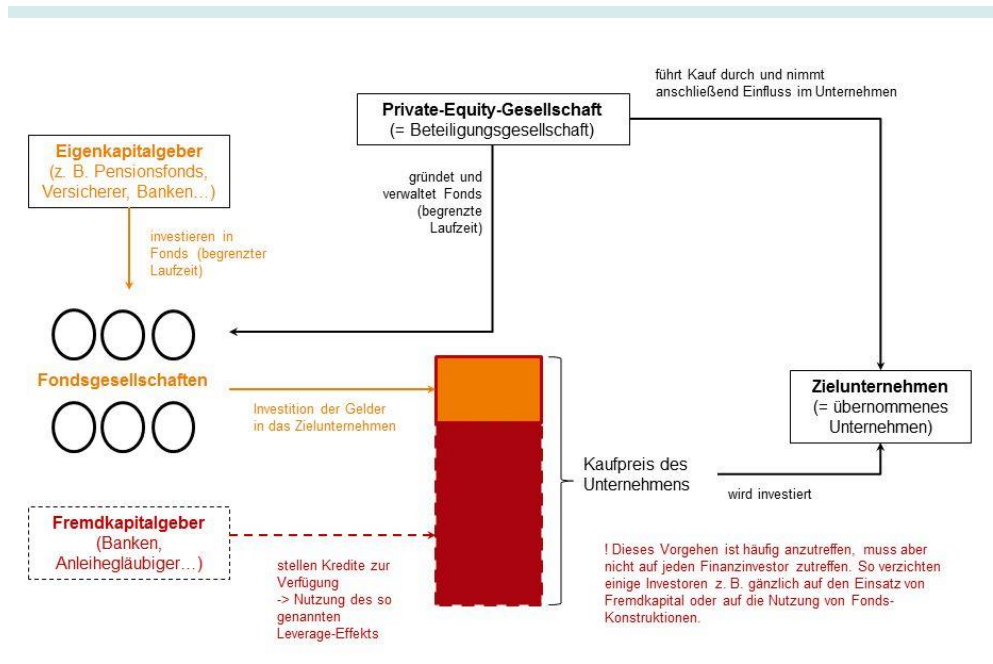 führt Kauf durch und nimmt
anschließend Einfluss im Unternehmen
Private-Equity-Gesellschaft
(= Beteiligungsgesellschaft)
Eigenkapitalgeber
(z. B. Pensionsfonds,
Versicherer, Banken…)
gründet und
verwaltet Fonds
(begrenzte
Laufzeit)
investieren in
Fonds (begrenzter
Laufzeit)
Fondsgesellschaften
Investition der Gelder
in das Zielunternehmen
Zielunternehmen
(= übernommenes
Unternehmen)
Kaufpreis des
Unternehmens
wird investiert
Fremdkapitalgeber
(Banken,
Anleihegläubiger…)
stellen Kredite zur
Verfügung
-> Nutzung des so
genannten
Leverage-Effekts
! Dieses Vorgehen ist häufig anzutreffen, muss aber
nicht auf jeden Finanzinvestor zutreffen. So verzichten
einige Investoren z. B. gänzlich auf den Einsatz von
Fremdkapital oder auf die Nutzung von Fonds-
Konstruktionen.